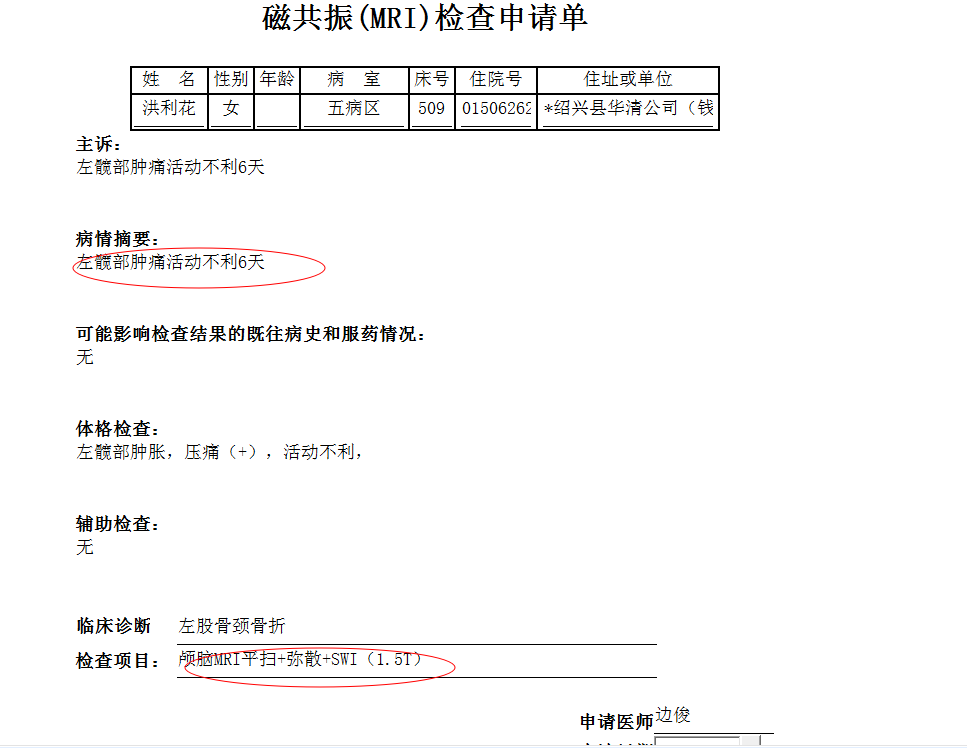 磁共振(MRI)检查申请单
姓 名 性别 年龄 病 室 床号 住院号 住址或单位
洪利花 女 五病区 509 01506262 *绍兴县华清公司（钱
主诉：
左髋部肿痛活动不利6天
病情摘要：
左髋部肿痛活动不利6天
可能影响检查结果的既往病史和服药情况：
无
体格检查：
左髋部肿胀，压痛（+），活动不利，
辅助检查：
无
临床诊断 左股骨颈骨折
检查项目： 颅脑MRI平扫+弥散+SWI（1.5T）
申请医师 边俊